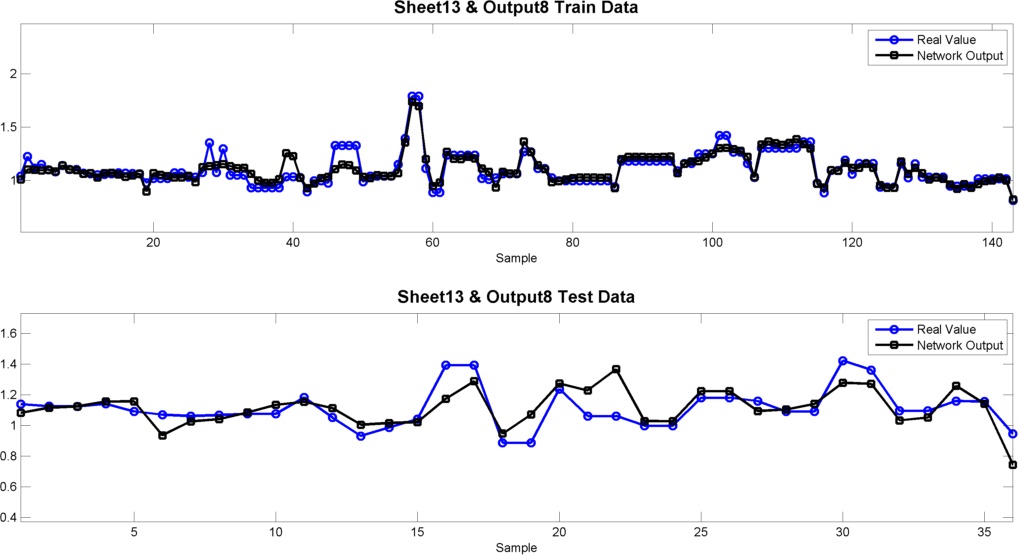 Sheet13 & Output8 Train Data
Real Value
Network Output
2
1.5
1
20 40 60 80 100 120 140
Sample
Sheet13 & Output8 Test Data
Real Value
Network Output
1.6
1.4
1.2
1
0.8
0.6
0.4
5 10 15 20 25 30 35
Sample